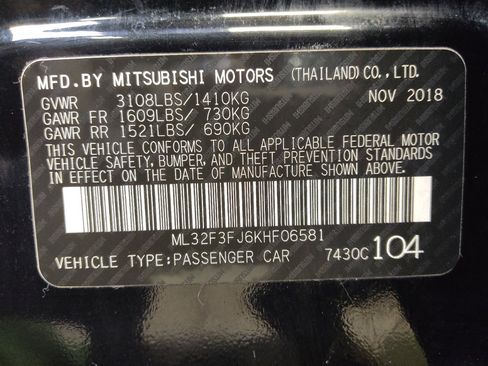 MFD.BY MITSUBISHI MOTORS (THAILAND)CO.,LTD.
GVWR 3108LBS/1410KG NOV 2018
GAWR FR 1609LBS/ 730KG
GAWR RR 1521LBS/ 690KG
THIS VEHICLE CONFORMS TO ALL APPLICABLE FEDERAL MOTOR
VEHICLE SAFETY, BUMPER, AND THEFT PREVENTION STANDARDS
IN EFFECT ON THE DATE OF MANUFACTURE SHOWN ABOVE.
ML32F3FJ6KHF06581
VEHICLE TYPE:PASSENGER CAR 7430C 104